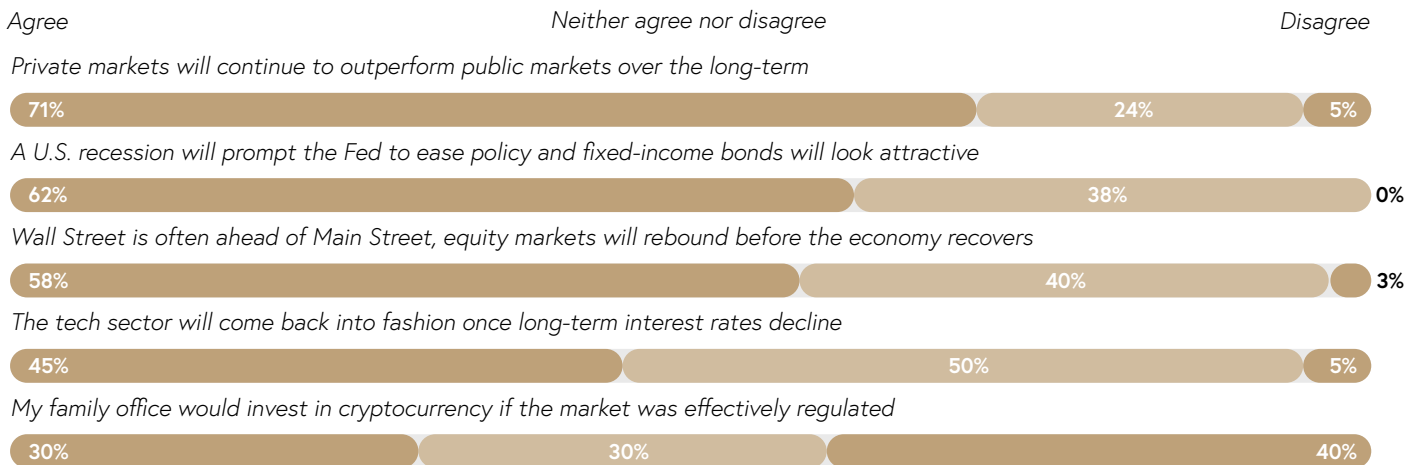 Agree Neither agree nor disagree Disagree
Private markets will continue to outperform public markets over the long-term
71% 24% 5%
A U.S. recession will prompt the Fed to ease policy and fixed-income bonds will look attractive
62% 38% 0%
Wall Street is often ahead of Main Street, equity markets will rebound before the economy recovers
58% 40% 3%
The tech sector will come back into fashion once long-term interest rates decline
45% 50% 5%
My family office would invest in cryptocurrency if the market was effectively regulated
30% 30% 40%